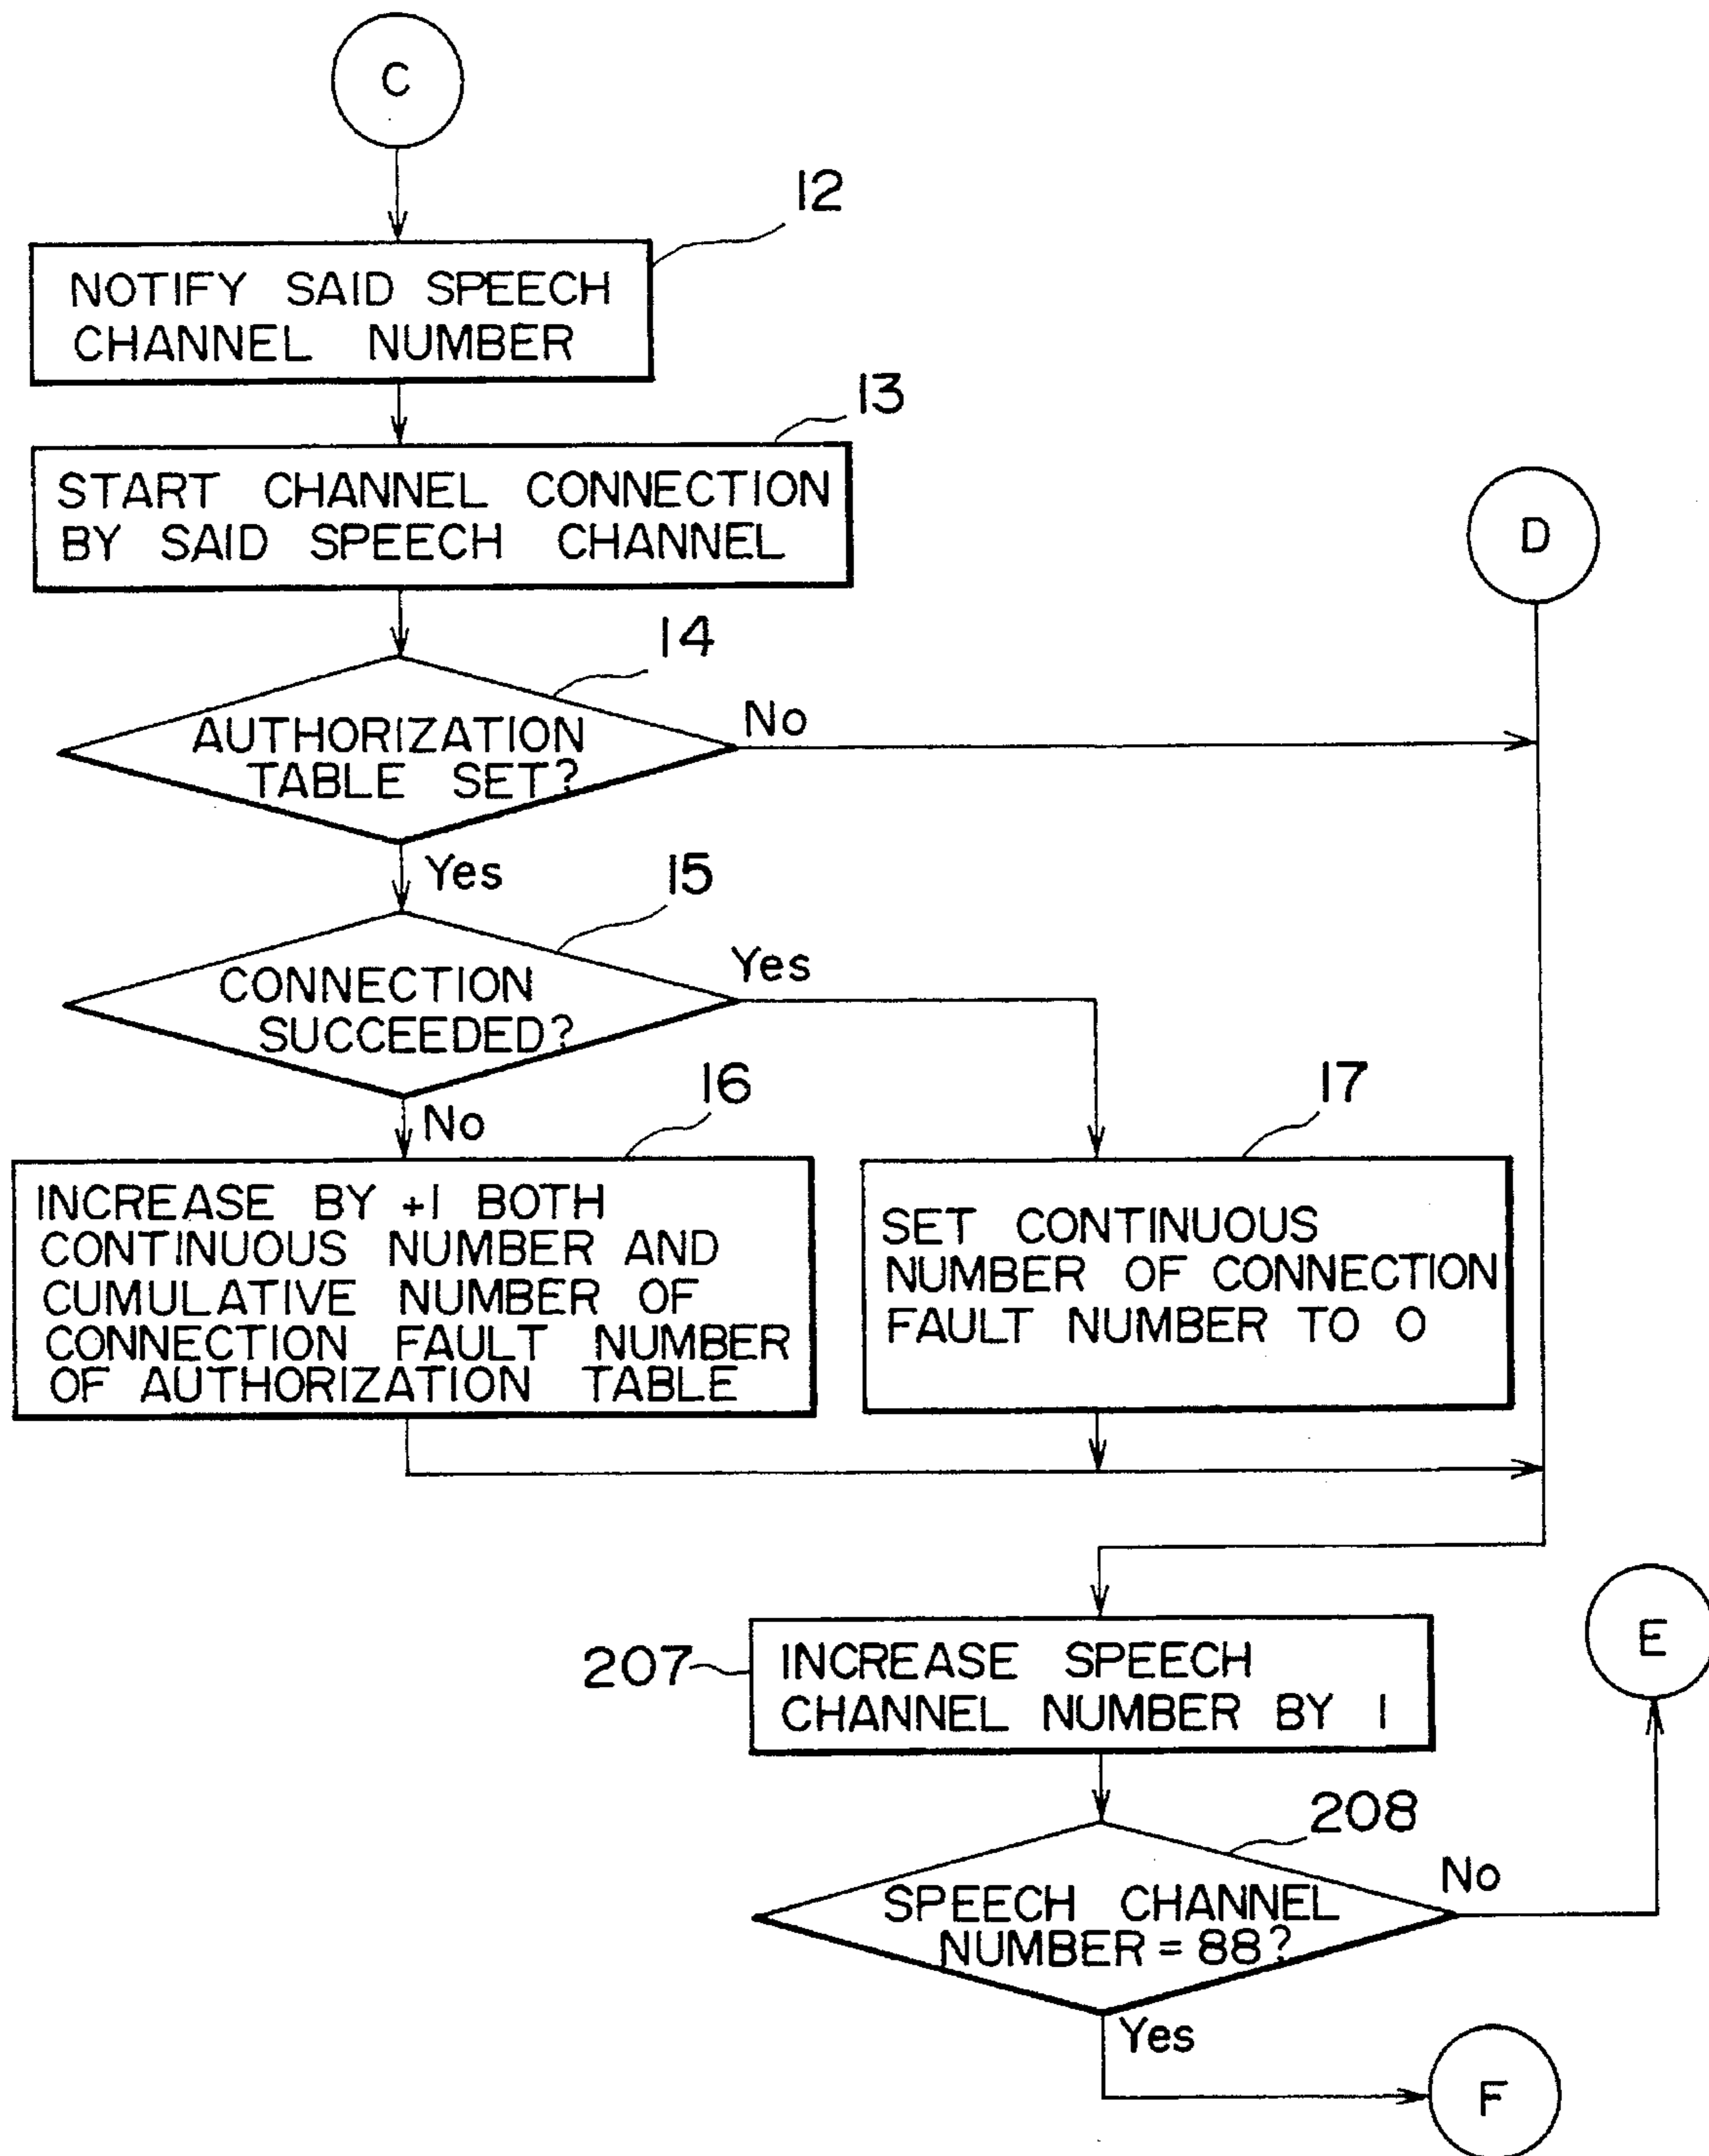 C
12
NOTIFY SAID SPEECH
CHANNEL NUMBER
13
START CHANNEL CONNECTION
BY SAID SPEECH CHANNEL
D
14
AUTHORIZATION
TABLE SET?
No
Yes
15
CONNECTION
SUCCEEDED?
Yes
No
16
INCREASE BY +1 BOTH
CONTINUOUS NUMBER AND
CUMULATIVE NUMBER OF
CONNECTION FAULT NUMBER
OF AUTHORIZATION TABLE
17
SET CONTINUOUS
NUMBER OF CONNECTION
FAULT NUMBER TO 0
207
INCREASE SPEECH
CHANNEL NUMBER BY 1
E
208
SPEECH CHANNEL
NUMBER = 88?
No
Yes
F